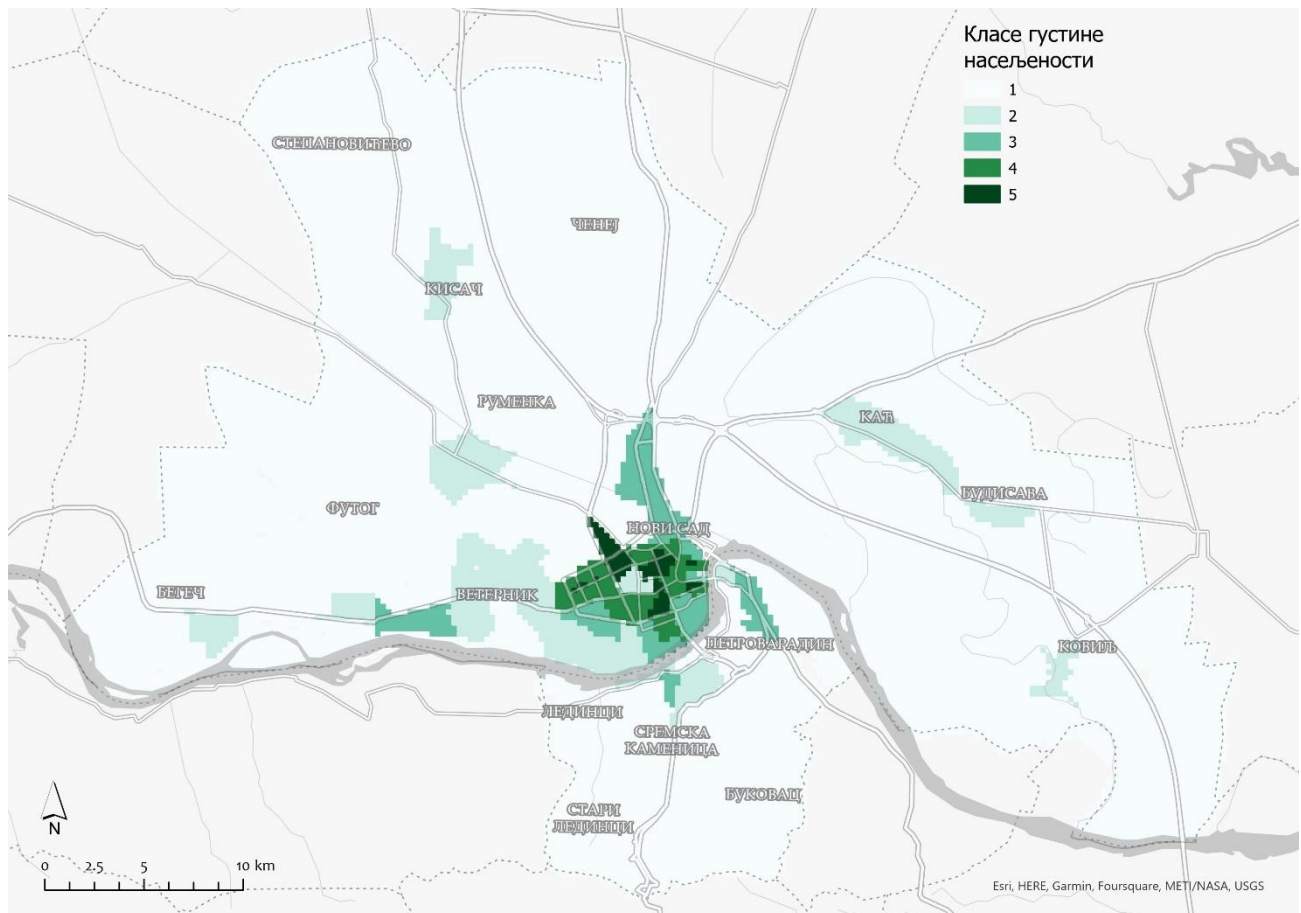 Класе густине
насељености
1
2
3
4
5
СТЕПАНОВИЋЕВО
ЧЕНЕЈ
КИСАЧ
РУМЕНКА
КАЋ
БУДИСАВА
ФУТОГ
НОВИ САД
БЕГЕЧ
ВЕТЕРНИК
ПЕТРОВАРАДИН
КОВИЉ
ЛЕДИНЦИ
СРЕМСКА
КАМЕНИЦА
БУКОВАЦ
СТАРИ
ЛЕДИНЦИ
N
0 2.5 5 10 km
Esri, HERE, Garmin, Foursquare, METI/NASA, USGS